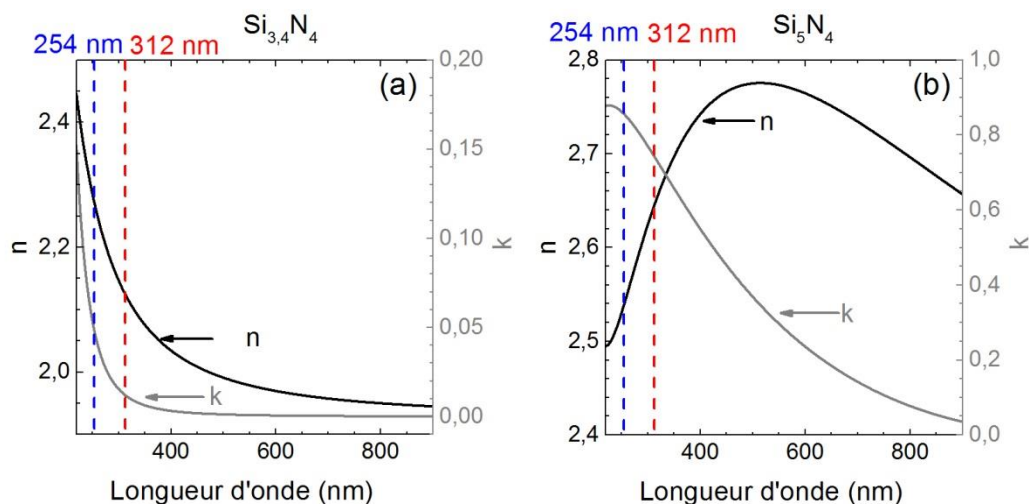 Si3,4N4
254 nm 312 nm
(a)
n
k
2,4
2,2
2,0
0,20
0,15
0,10
0,05
0,00
n
k
200 400 600 800
Longueur d'onde (nm)
Si5N4
254 nm 312 nm
(b)
n
k
2,8
2,7
2,6
2,5
2,4
1,0
0,8
0,6
0,4
0,2
0,0
n
k
400 600 800
Longueur d'onde (nm)